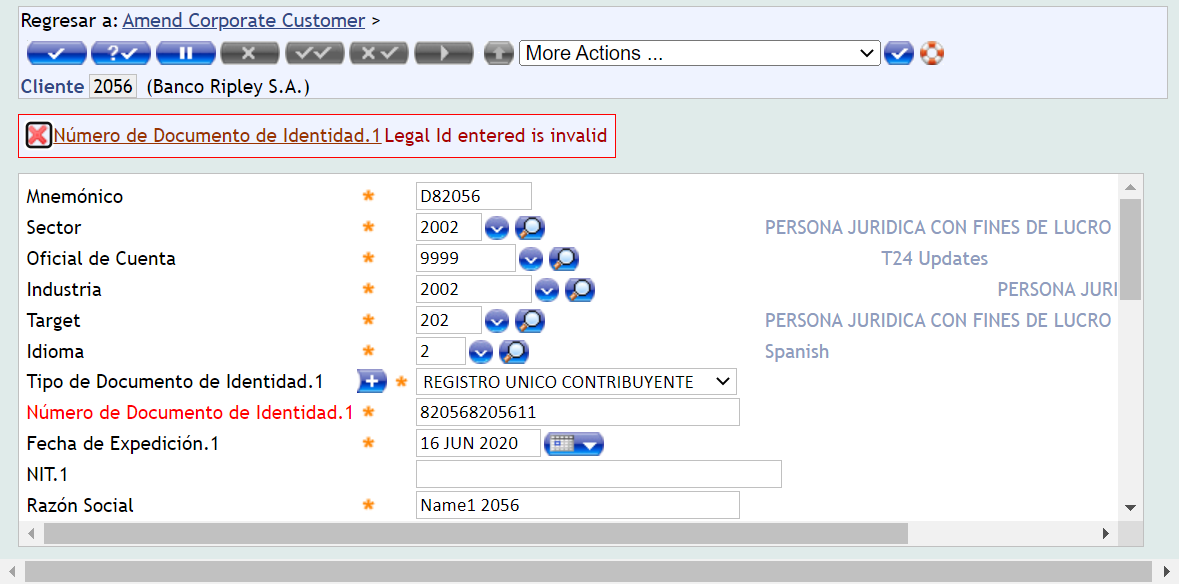 Regresar a: Amend Corporate Customer >
More Actions ...
Cliente 2056 (Banco Ripley S.A.)
Número de Documento de Identidad.1 Legal Id entered is invalid
Mnemónico * D82056
Sector * 2002 PERSONA JURIDICA CON FINES DE LUCRO
Oficial de Cuenta * 9999 T24 Updates
Industria * 2002 PERSONA JURI
Target * 202 PERSONA JURIDICA CON FINES DE LUCRO
Idioma * 2 Spanish
Tipo de Documento de Identidad.1 * REGISTRO UNICO CONTRIBUYENTE
Número de Documento de Identidad.1 * 820568205611
Fecha de Expedición.1 * 16 JUN 2020
NIT.1
Razón Social * Name1 2056